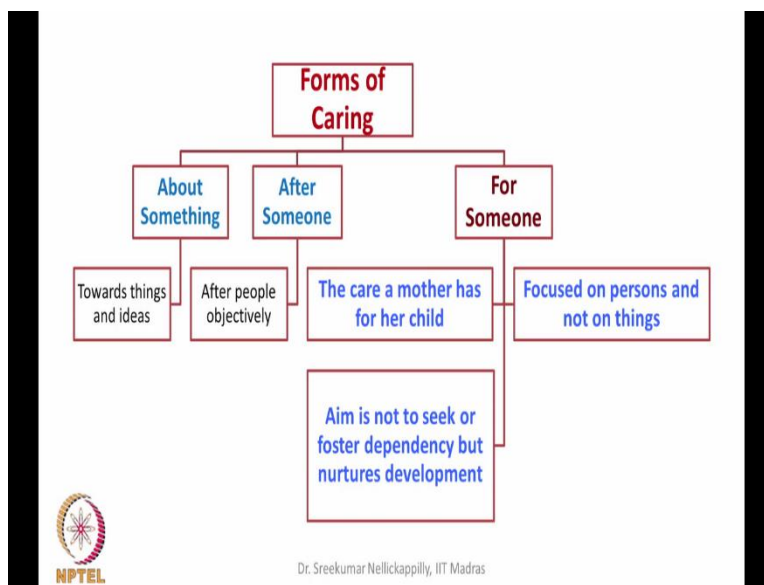 Forms of
Caring
About
Something
After
Someone
For
Someone
Towards things
and ideas
After people
objectively
The care a mother has
for her child
Focused on persons and
not on things
Aim is not to seek or
foster dependency but
nurtures development
NPTEL
Dr. Sreekumar Nellickappilly, IIT Madras